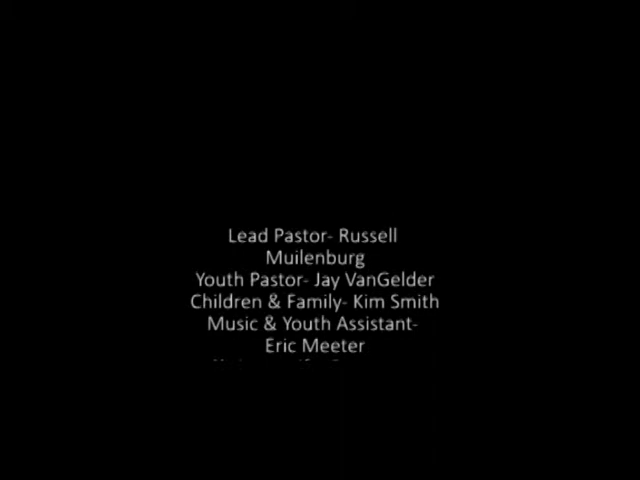 Lead Pastor- Russell
Muilenburg
Youth Pastor- Jay VanGelder
Children & Family- Kim Smith
Music & Youth Assistant-
Eric Meeter